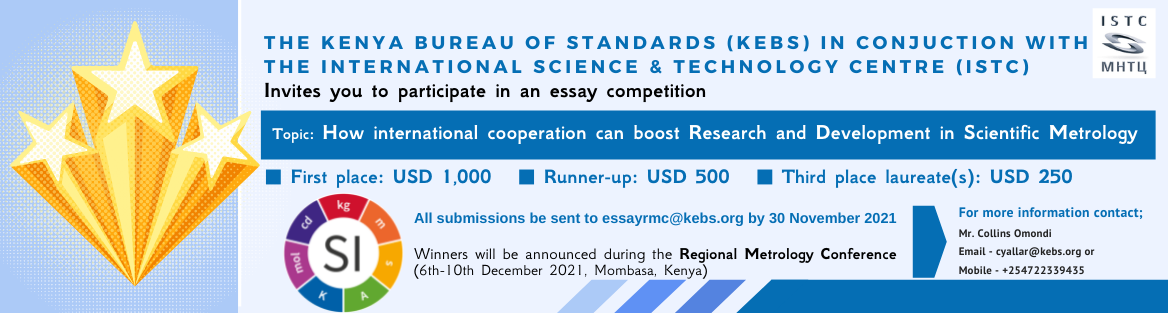 THE KENYA BUREAU OF STANDARDS (KEBS) IN CONJUCTION WITH
THE INTERNATIONAL SCIENCE & TECHNOLOGY CENTRE (ISTC)
ISTC
МНТЦ
Invites you to participate in an essay competition
Topic: How international cooperation can boost Research and Development in Scientific Metrology
First place: USD 1,000
Runner-up: USD 500
Third place laureate(s): USD 250
SI
kg
m
s
A
K
mol
cd
All submissions be sent to essayrmc@kebs.org by 30 November 2021
Winners will be announced during the Regional Metrology Conference
(6th-10th December 2021, Mombasa, Kenya)
For more information contact;
Mr. Collins Omondi
Email - cyallar@kebs.org or
Mobile - +254722339435